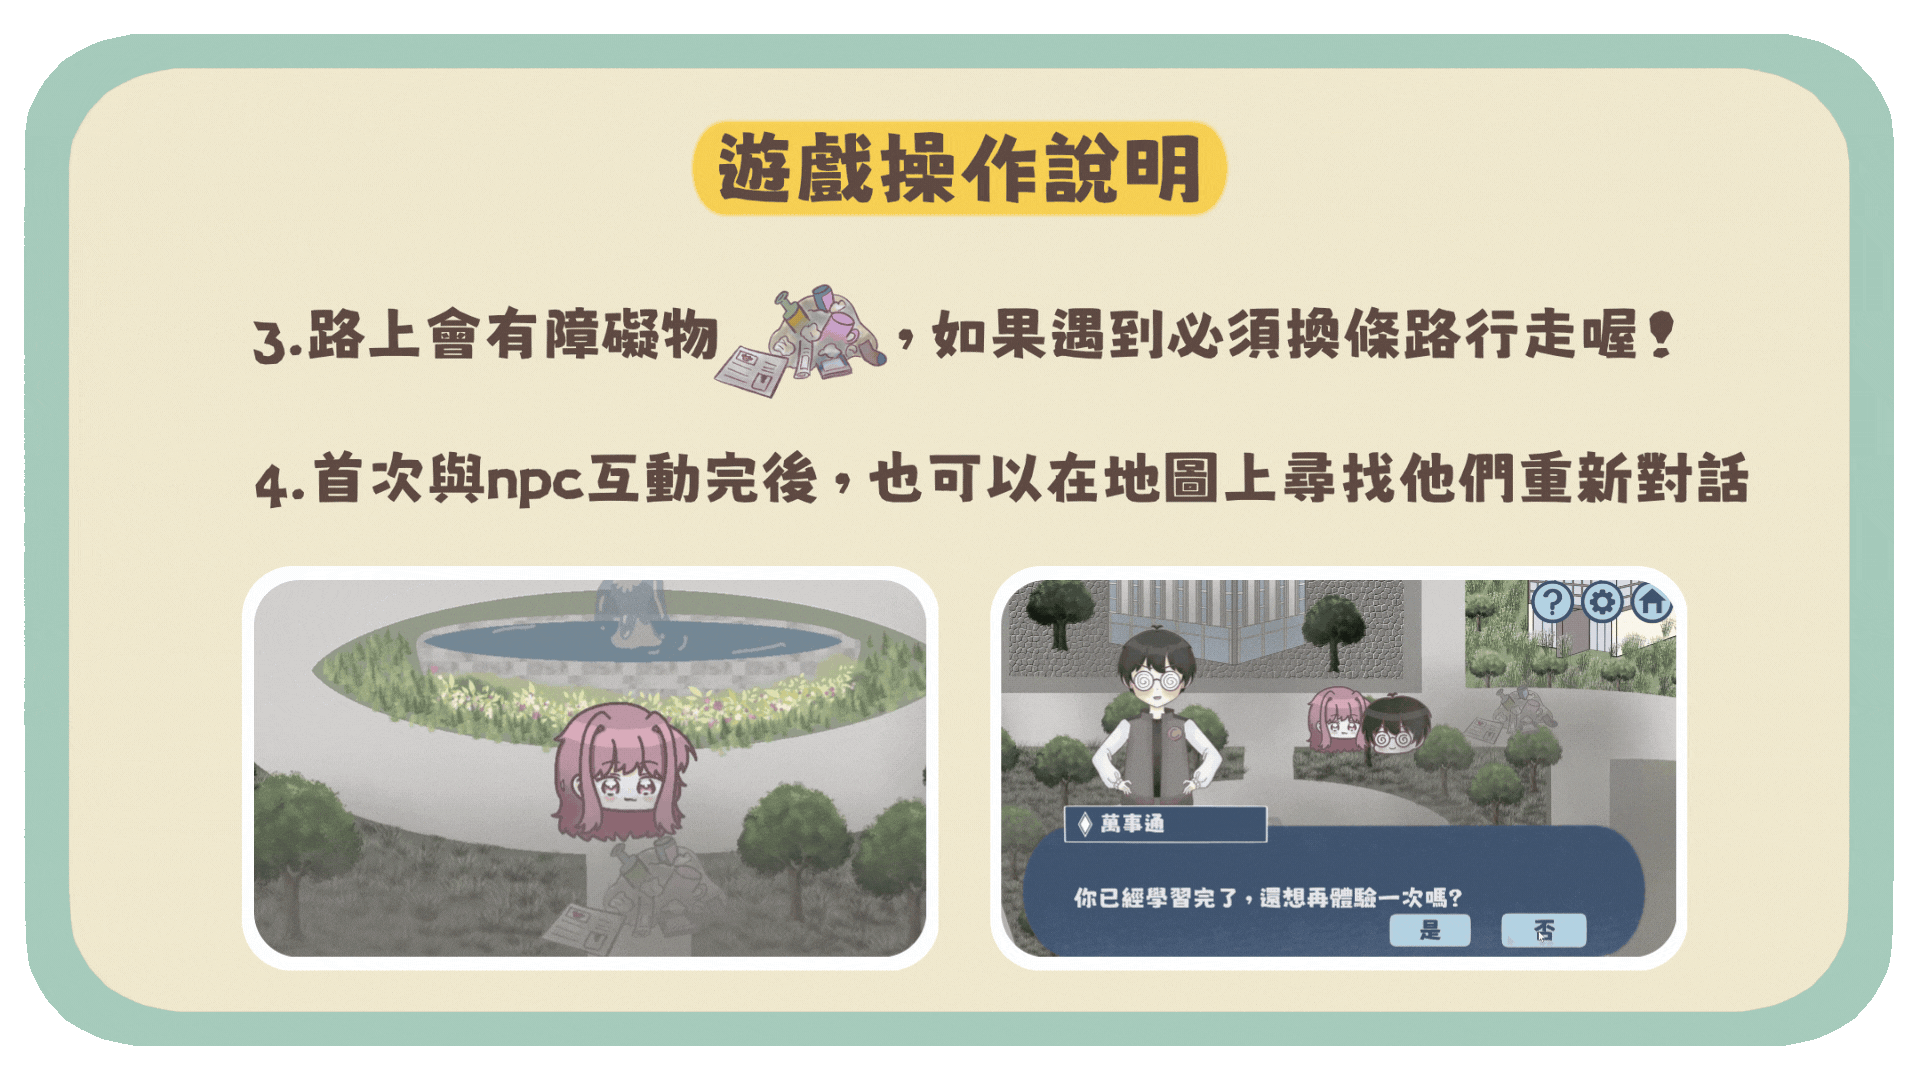 遊戲操作說明
3.路上會有障礙物，如果遇到必須換條路行走喔！
4.首次與npc互動完後，也可以在地圖上尋找他們重新對話
?
萬事通
你已經學習完了，還想再體驗一次嗎?
是 否